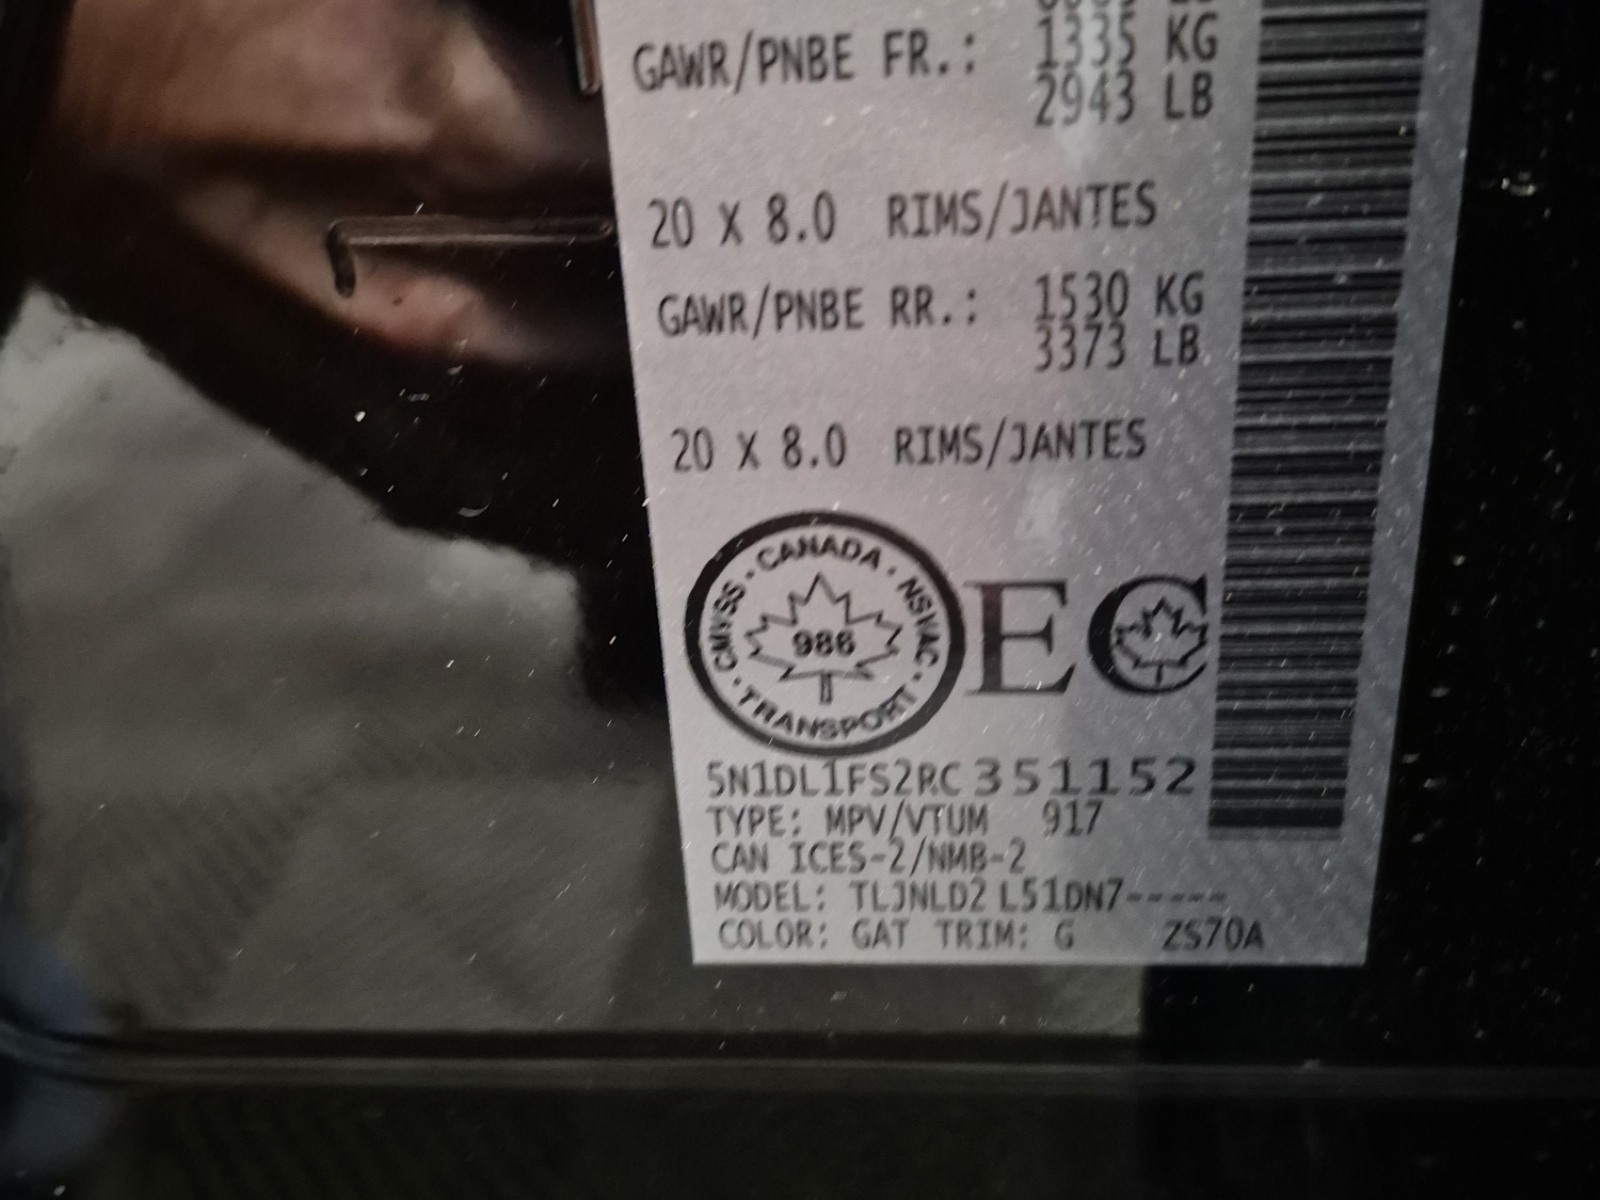 GAWR/PNBE FR.: 1335 KG
2943 LB
20 X 8.0 RIMS/JANTES
GAWR/PNBE RR.: 1530 KG
3373 LB
20 X 8.0 RIMS/JANTES
CANADA · NSVAC · TRANSPORT · CMVSS ·
986
EC
5N1DL1FS2RC351152
TYPE: MPV/VTUM 917
CAN ICES-2/NMB-2
MODEL: TLJNLD2 L51DN7-----
COLOR: GAT TRIM: G ZS70A